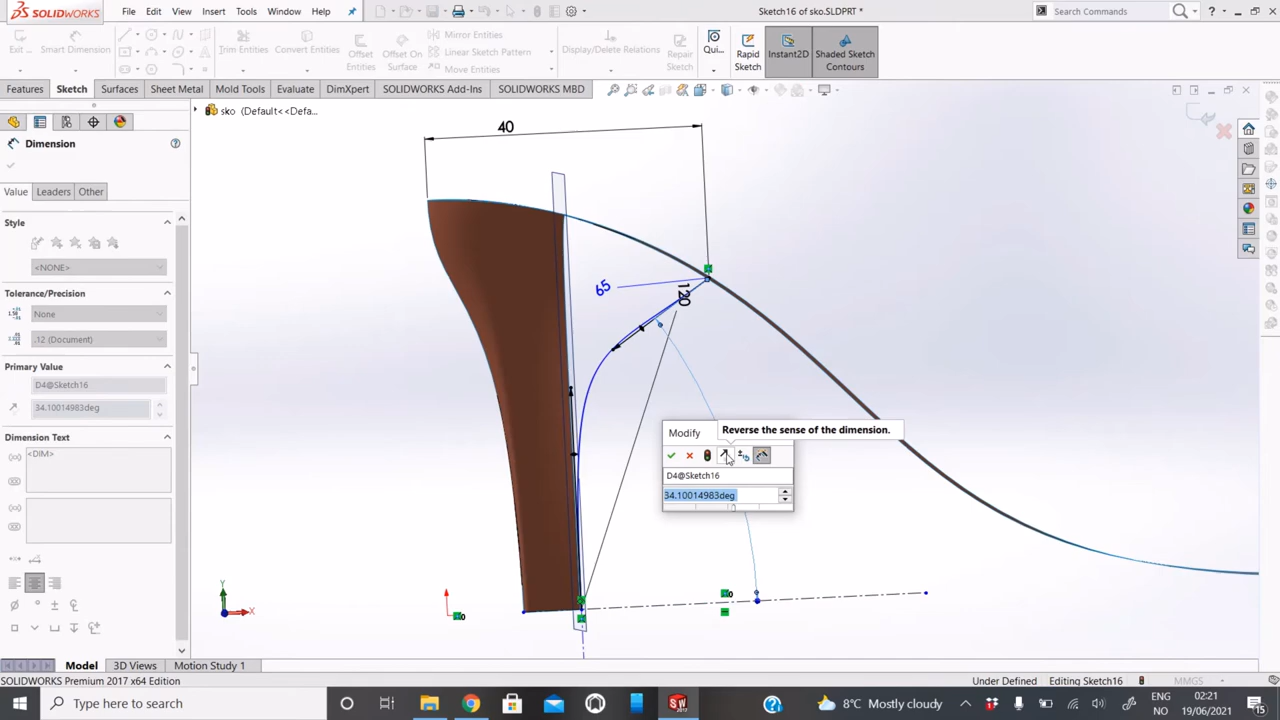 SOLIDWORKS
File Edit View Insert Tools Window Help
Sketch16 of sko.SLDPRT *
Search Commands
Exit ...
Smart Dimension
Trim Entities
Convert Entities
Offset Entities
Offset On Surface
Mirror Entities
Linear Sketch Pattern
Move Entities
Display/Delete Relations
Repair Sketch
Qui...
Rapid Sketch
Instant2D
Shaded Sketch Contours
Features Sketch Surfaces Sheet Metal Mold Tools Evaluate DimXpert SOLIDWORKS Add-Ins SOLIDWORKS MBD
sko (Default<<Defa...
Dimension
Value Leaders Other
Style
<NONE>
Tolerance/Precision
None
.12 (Document)
Primary Value
D4@Sketch16
34.10014983deg
Dimension Text
<DIM>
40
65
120
Reverse the sense of the dimension.
Modify
D4@Sketch16
34.10014983deg
Y
X
Model 3D Views Motion Study 1
SOLIDWORKS Premium 2017 x64 Edition
Under Defined Editing Sketch16 MMGS
Type here to search
8°C Mostly cloudy
ENG
NO
02:21
19/06/2021
15